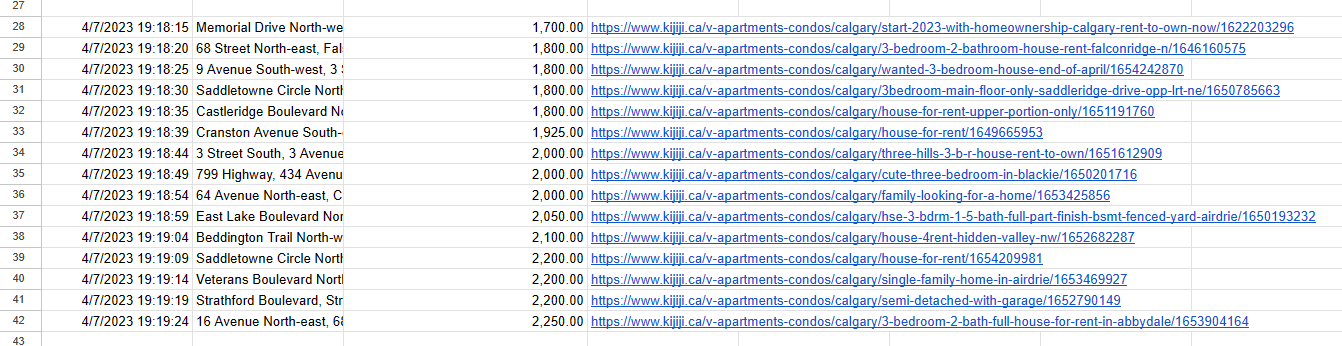 27
28 4/7/2023 19:18:15 Memorial Drive North-we 1,700.00 https://www.kijiji.ca/v-apartments-condos/calgary/start-2023-with-homeownership-calgary-rent-to-own-now/1622203296
29 4/7/2023 19:18:20 68 Street North-east, Fal 1,800.00 https://www.kijiji.ca/v-apartments-condos/calgary/3-bedroom-2-bathroom-house-rent-falconridge-n/1646160575
30 4/7/2023 19:18:25 9 Avenue South-west, 3 S 1,800.00 https://www.kijiji.ca/v-apartments-condos/calgary/wanted-3-bedroom-house-end-of-april/1654242870
31 4/7/2023 19:18:30 Saddletowne Circle North 1,800.00 https://www.kijiji.ca/v-apartments-condos/calgary/3bedroom-main-floor-only-saddleridge-drive-opp-lrt-ne/1650785663
32 4/7/2023 19:18:35 Castleridge Boulevard No 1,800.00 https://www.kijiji.ca/v-apartments-condos/calgary/house-for-rent-upper-portion-only/1651191760
33 4/7/2023 19:18:39 Cranston Avenue South- 1,925.00 https://www.kijiji.ca/v-apartments-condos/calgary/house-for-rent/1649665953
34 4/7/2023 19:18:44 3 Street South, 3 Avenue 2,000.00 https://www.kijiji.ca/v-apartments-condos/calgary/three-hills-3-b-r-house-rent-to-own/1651612909
35 4/7/2023 19:18:49 799 Highway, 434 Avenu 2,000.00 https://www.kijiji.ca/v-apartments-condos/calgary/cute-three-bedroom-in-blackie/1650201716
36 4/7/2023 19:18:54 64 Avenue North-east, C 2,000.00 https://www.kijiji.ca/v-apartments-condos/calgary/family-looking-for-a-home/1653425856
37 4/7/2023 19:18:59 East Lake Boulevard Nor 2,050.00 https://www.kijiji.ca/v-apartments-condos/calgary/hse-3-bdrm-1-5-bath-full-part-finish-bsmt-fenced-yard-airdrie/1650193232
38 4/7/2023 19:19:04 Beddington Trail North-w 2,100.00 https://www.kijiji.ca/v-apartments-condos/calgary/house-4rent-hidden-valley-nw/1652682287
39 4/7/2023 19:19:09 Saddletowne Circle North 2,200.00 https://www.kijiji.ca/v-apartments-condos/calgary/house-for-rent/1654209981
40 4/7/2023 19:19:14 Veterans Boulevard North 2,200.00 https://www.kijiji.ca/v-apartments-condos/calgary/single-family-home-in-airdrie/1653469927
41 4/7/2023 19:19:19 Strathford Boulevard, Str 2,200.00 https://www.kijiji.ca/v-apartments-condos/calgary/semi-detached-with-garage/1652790149
42 4/7/2023 19:19:24 16 Avenue North-east, 68 2,250.00 https://www.kijiji.ca/v-apartments-condos/calgary/3-bedroom-2-bath-full-house-for-rent-in-abbydale/1653904164
43